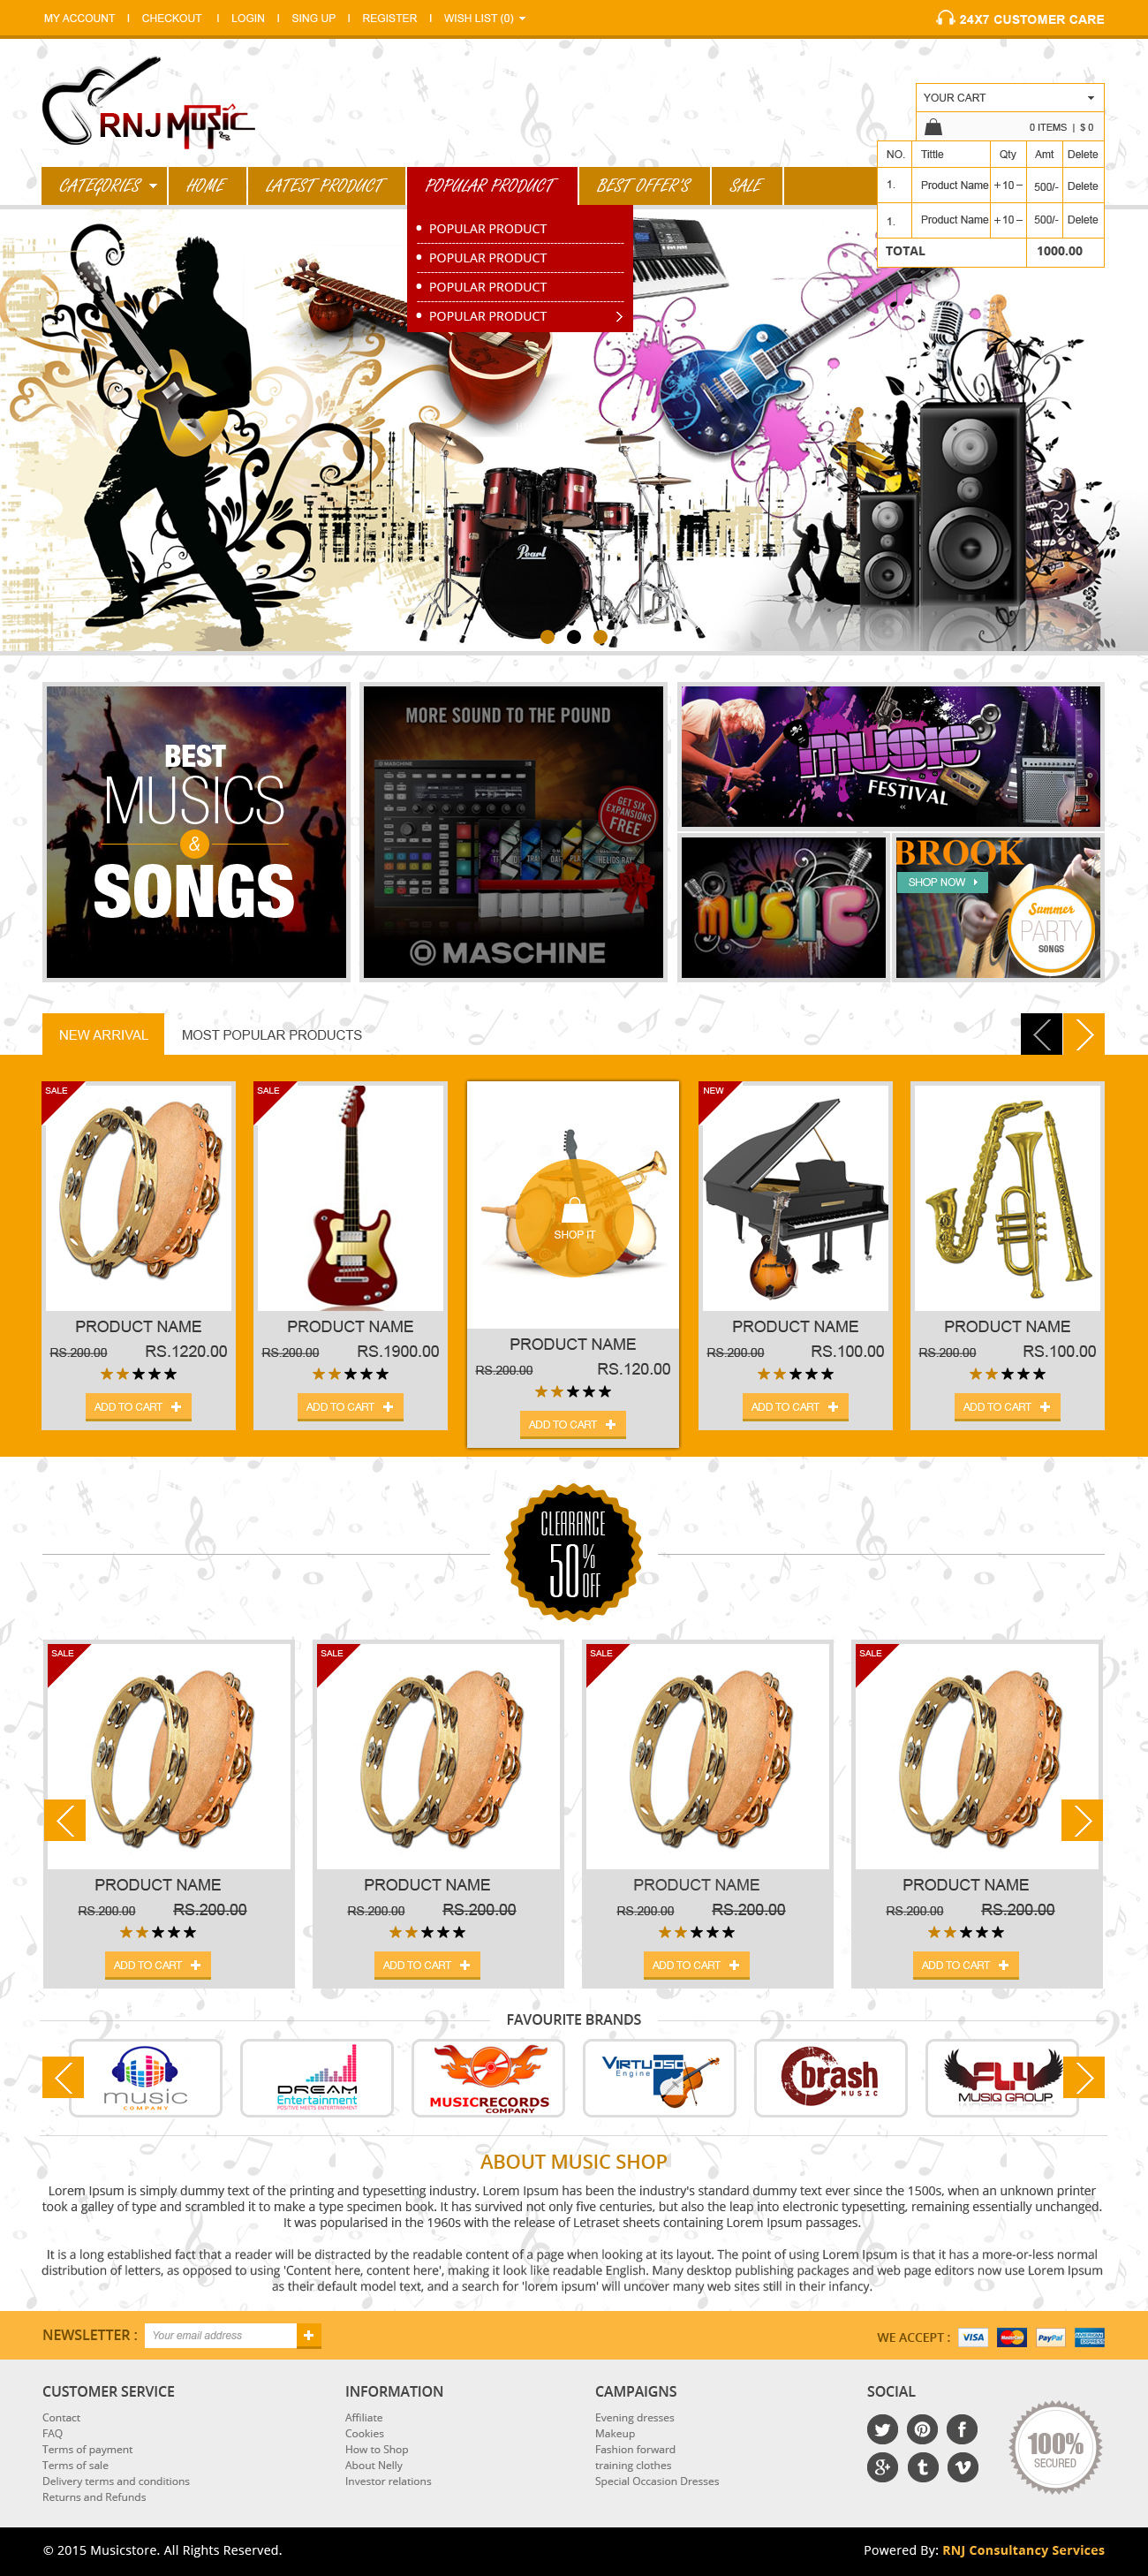 MY ACCOUNT | CHECKOUT | LOGIN | SING UP | REGISTER | WISH LIST (0)
24X7 CUSTOMER CARE
RNJ MUSIC
YOUR CART
0 ITEMS | $ 0
NO. Tittle Qty Amt Delete
1. Product Name +10– 500/- Delete
1. Product Name +10– 500/- Delete
TOTAL 1000.00
CATEGORIES HOME LATEST PRODUCT POPULAR PRODUCT BEST OFFER'S SALE
• POPULAR PRODUCT
• POPULAR PRODUCT
• POPULAR PRODUCT
• POPULAR PRODUCT
Pearl
BEST
MUSICS
&
SONGS
MORE SOUND TO THE POUND
MASCHINE
GET SIX
EXPANSIONS
FREE
HELIOS RAY
MASCHINE
MUSIC
FESTIVAL
MUSIC
BROOK
SHOP NOW
Summer
PARTY
SONGS
NEW ARRIVAL MOST POPULAR PRODUCTS
SALE SALE NEW
SHOP IT
PRODUCT NAME PRODUCT NAME PRODUCT NAME PRODUCT NAME PRODUCT NAME
RS.200.00 RS.1220.00 RS.200.00 RS.1900.00 RS.200.00 RS.120.00 RS.200.00 RS.100.00 RS.200.00 RS.100.00
ADD TO CART + ADD TO CART + ADD TO CART + ADD TO CART + ADD TO CART +
CLEARANCE
50%
OFF
SALE SALE SALE SALE
PRODUCT NAME PRODUCT NAME PRODUCT NAME PRODUCT NAME
RS.200.00 RS.200.00 RS.200.00 RS.200.00 RS.200.00 RS.200.00 RS.200.00 RS.200.00
ADD TO CART + ADD TO CART + ADD TO CART + ADD TO CART +
FAVOURITE BRANDS
music
COMPANY
DREAM
Entertainment
POSITIVE MEETS ENTERTAINMENT
MUSICRECORDS
COMPANY
VIRTUOSO
Engine
brash
MUSIC
FLY
MUSIQ GROUP
ABOUT MUSIC SHOP
Lorem Ipsum is simply dummy text of the printing and typesetting industry. Lorem Ipsum has been the industry's standard dummy text ever since the 1500s, when an unknown printer
took a galley of type and scrambled it to make a type specimen book. It has survived not only five centuries, but also the leap into electronic typesetting, remaining essentially unchanged.
It was popularised in the 1960s with the release of Letraset sheets containing Lorem Ipsum passages.
It is a long established fact that a reader will be distracted by the readable content of a page when looking at its layout. The point of using Lorem Ipsum is that it has a more-or-less normal
distribution of letters, as opposed to using 'Content here, content here', making it look like readable English. Many desktop publishing packages and web page editors now use Lorem Ipsum
as their default model text, and a search for 'lorem ipsum' will uncover many web sites still in their infancy.
NEWSLETTER : Your email address +
WE ACCEPT : VISA MasterCard PayPal AMERICAN EXPRESS
CUSTOMER SERVICE
Contact
FAQ
Terms of payment
Terms of sale
Delivery terms and conditions
Returns and Refunds
INFORMATION
Affiliate
Cookies
How to Shop
About Nelly
Investor relations
CAMPAIGNS
Evening dresses
Makeup
Fashion forward
training clothes
Special Occasion Dresses
SOCIAL
100%
SECURED
© 2015 Musicstore. All Rights Reserved.
Powered By: RNJ Consultancy Services